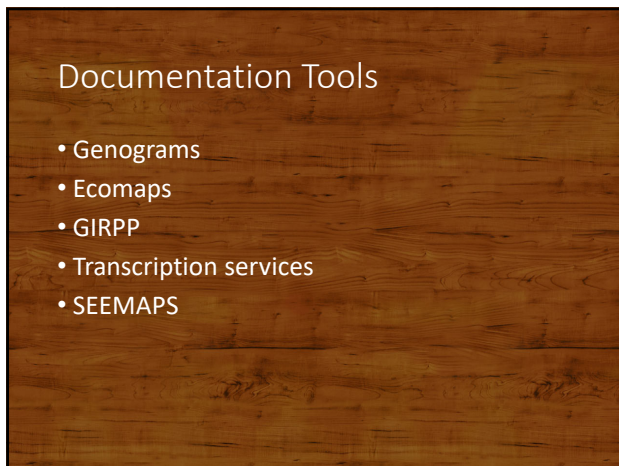 Documentation Tools
• Genograms
• Ecomaps
• GIRPP
• Transcription services
• SEEMAPS